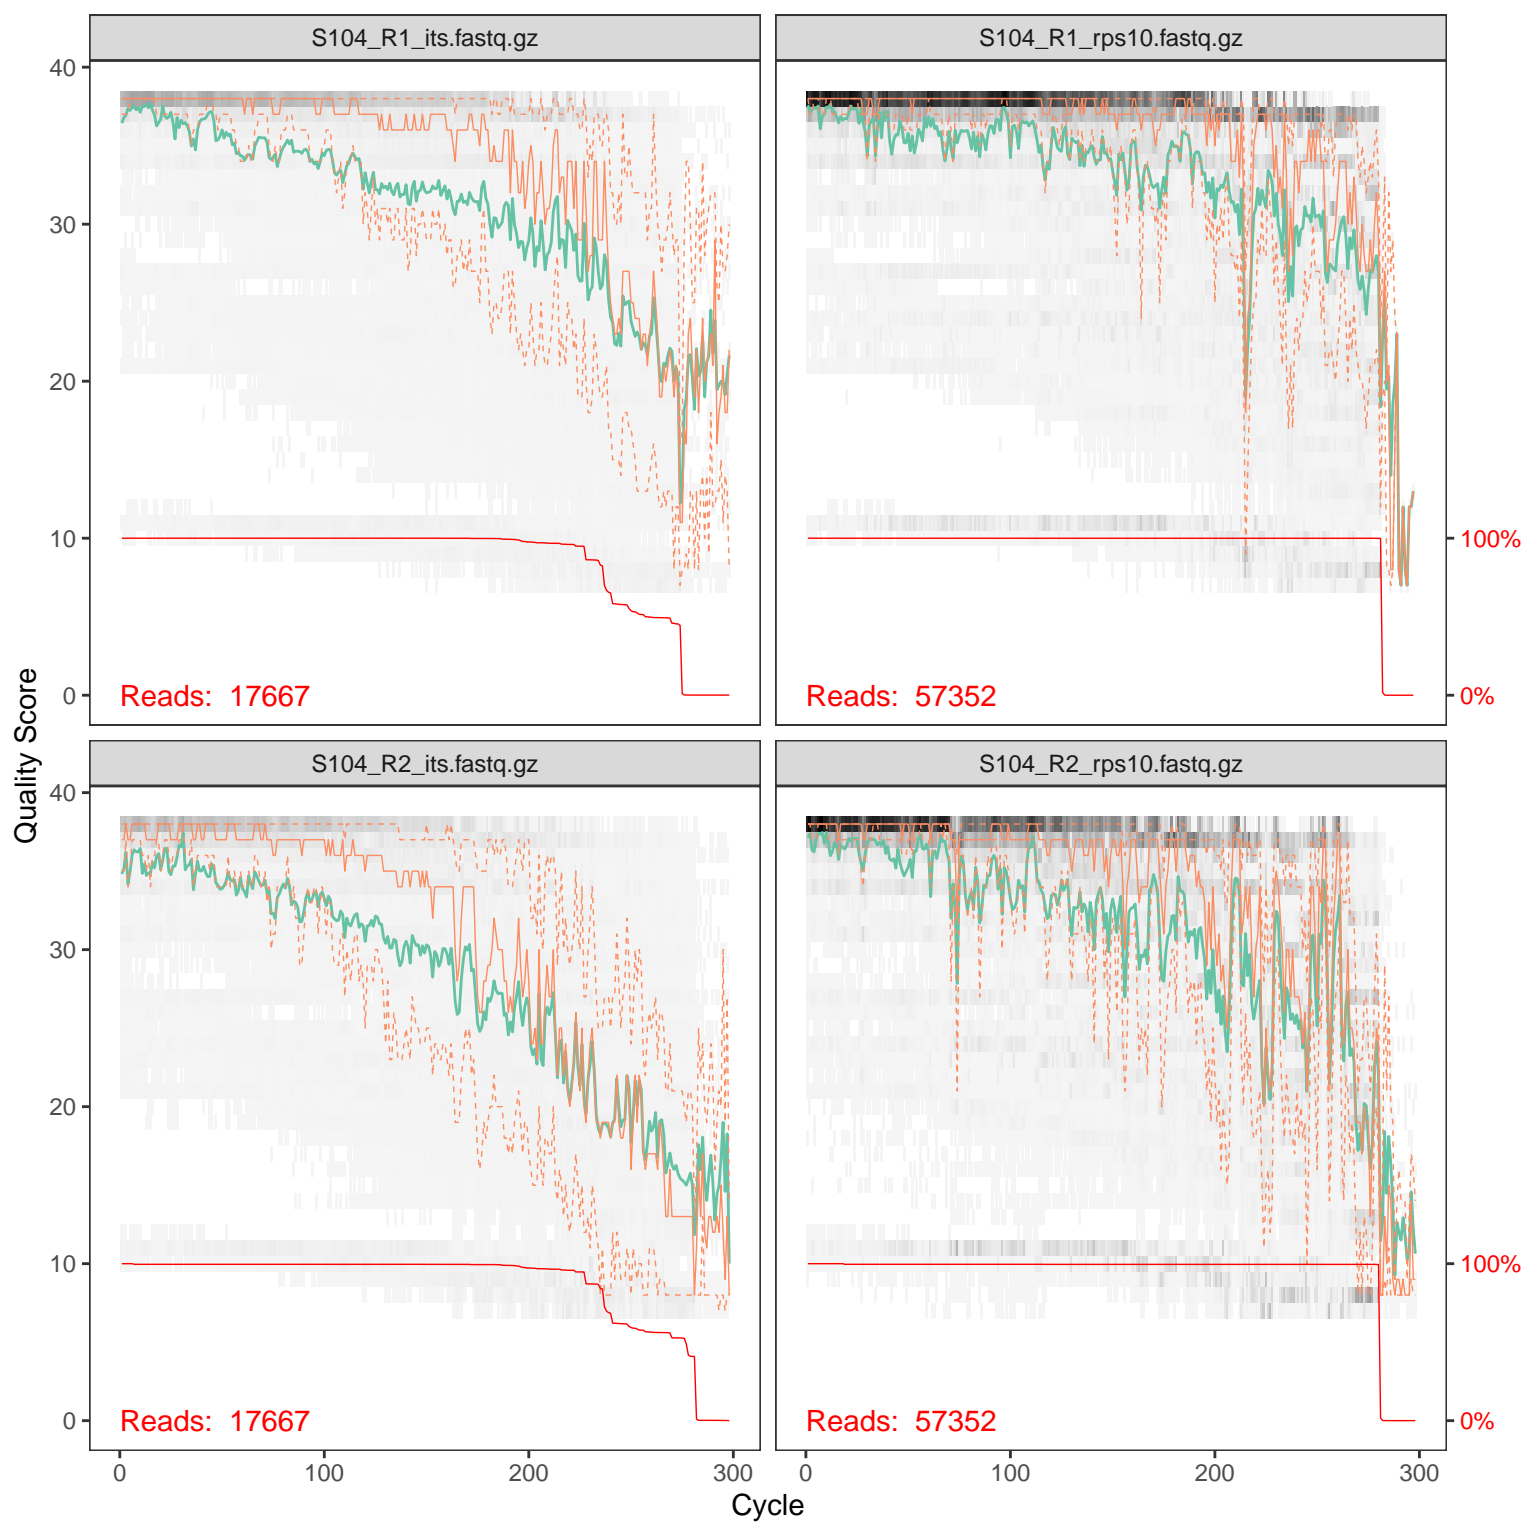 S104_R1_its.fastq.gz
S104_R1_rps10.fastq.gz
40
30
20
10
0
100%
0%
Reads: 17667
Reads: 57352
Quality Score
S104_R2_its.fastq.gz
S104_R2_rps10.fastq.gz
40
30
20
10
0
100%
0%
Reads: 17667
Reads: 57352
0 100 200 300
0 100 200 300
Cycle